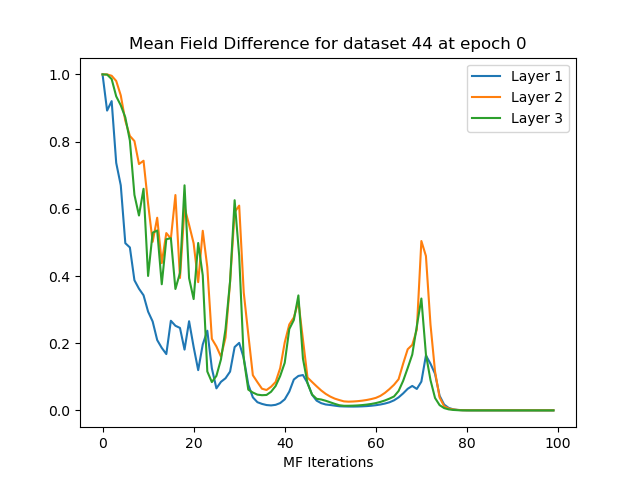 Mean Field Difference for dataset 44 at epoch 0
Layer 1
Layer 2
Layer 3
1.0
0.8
0.6
0.4
0.2
0.0
0 20 40 60 80 100
MF Iterations